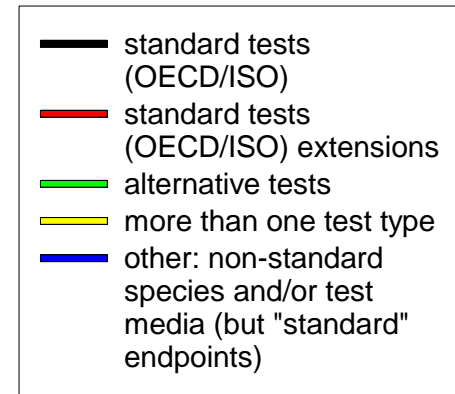 standard tests
(OECD/ISO)
standard tests
(OECD/ISO) extensions
alternative tests
more than one test type
other: non-standard
species and/or test
media (but "standard"
endpoints)